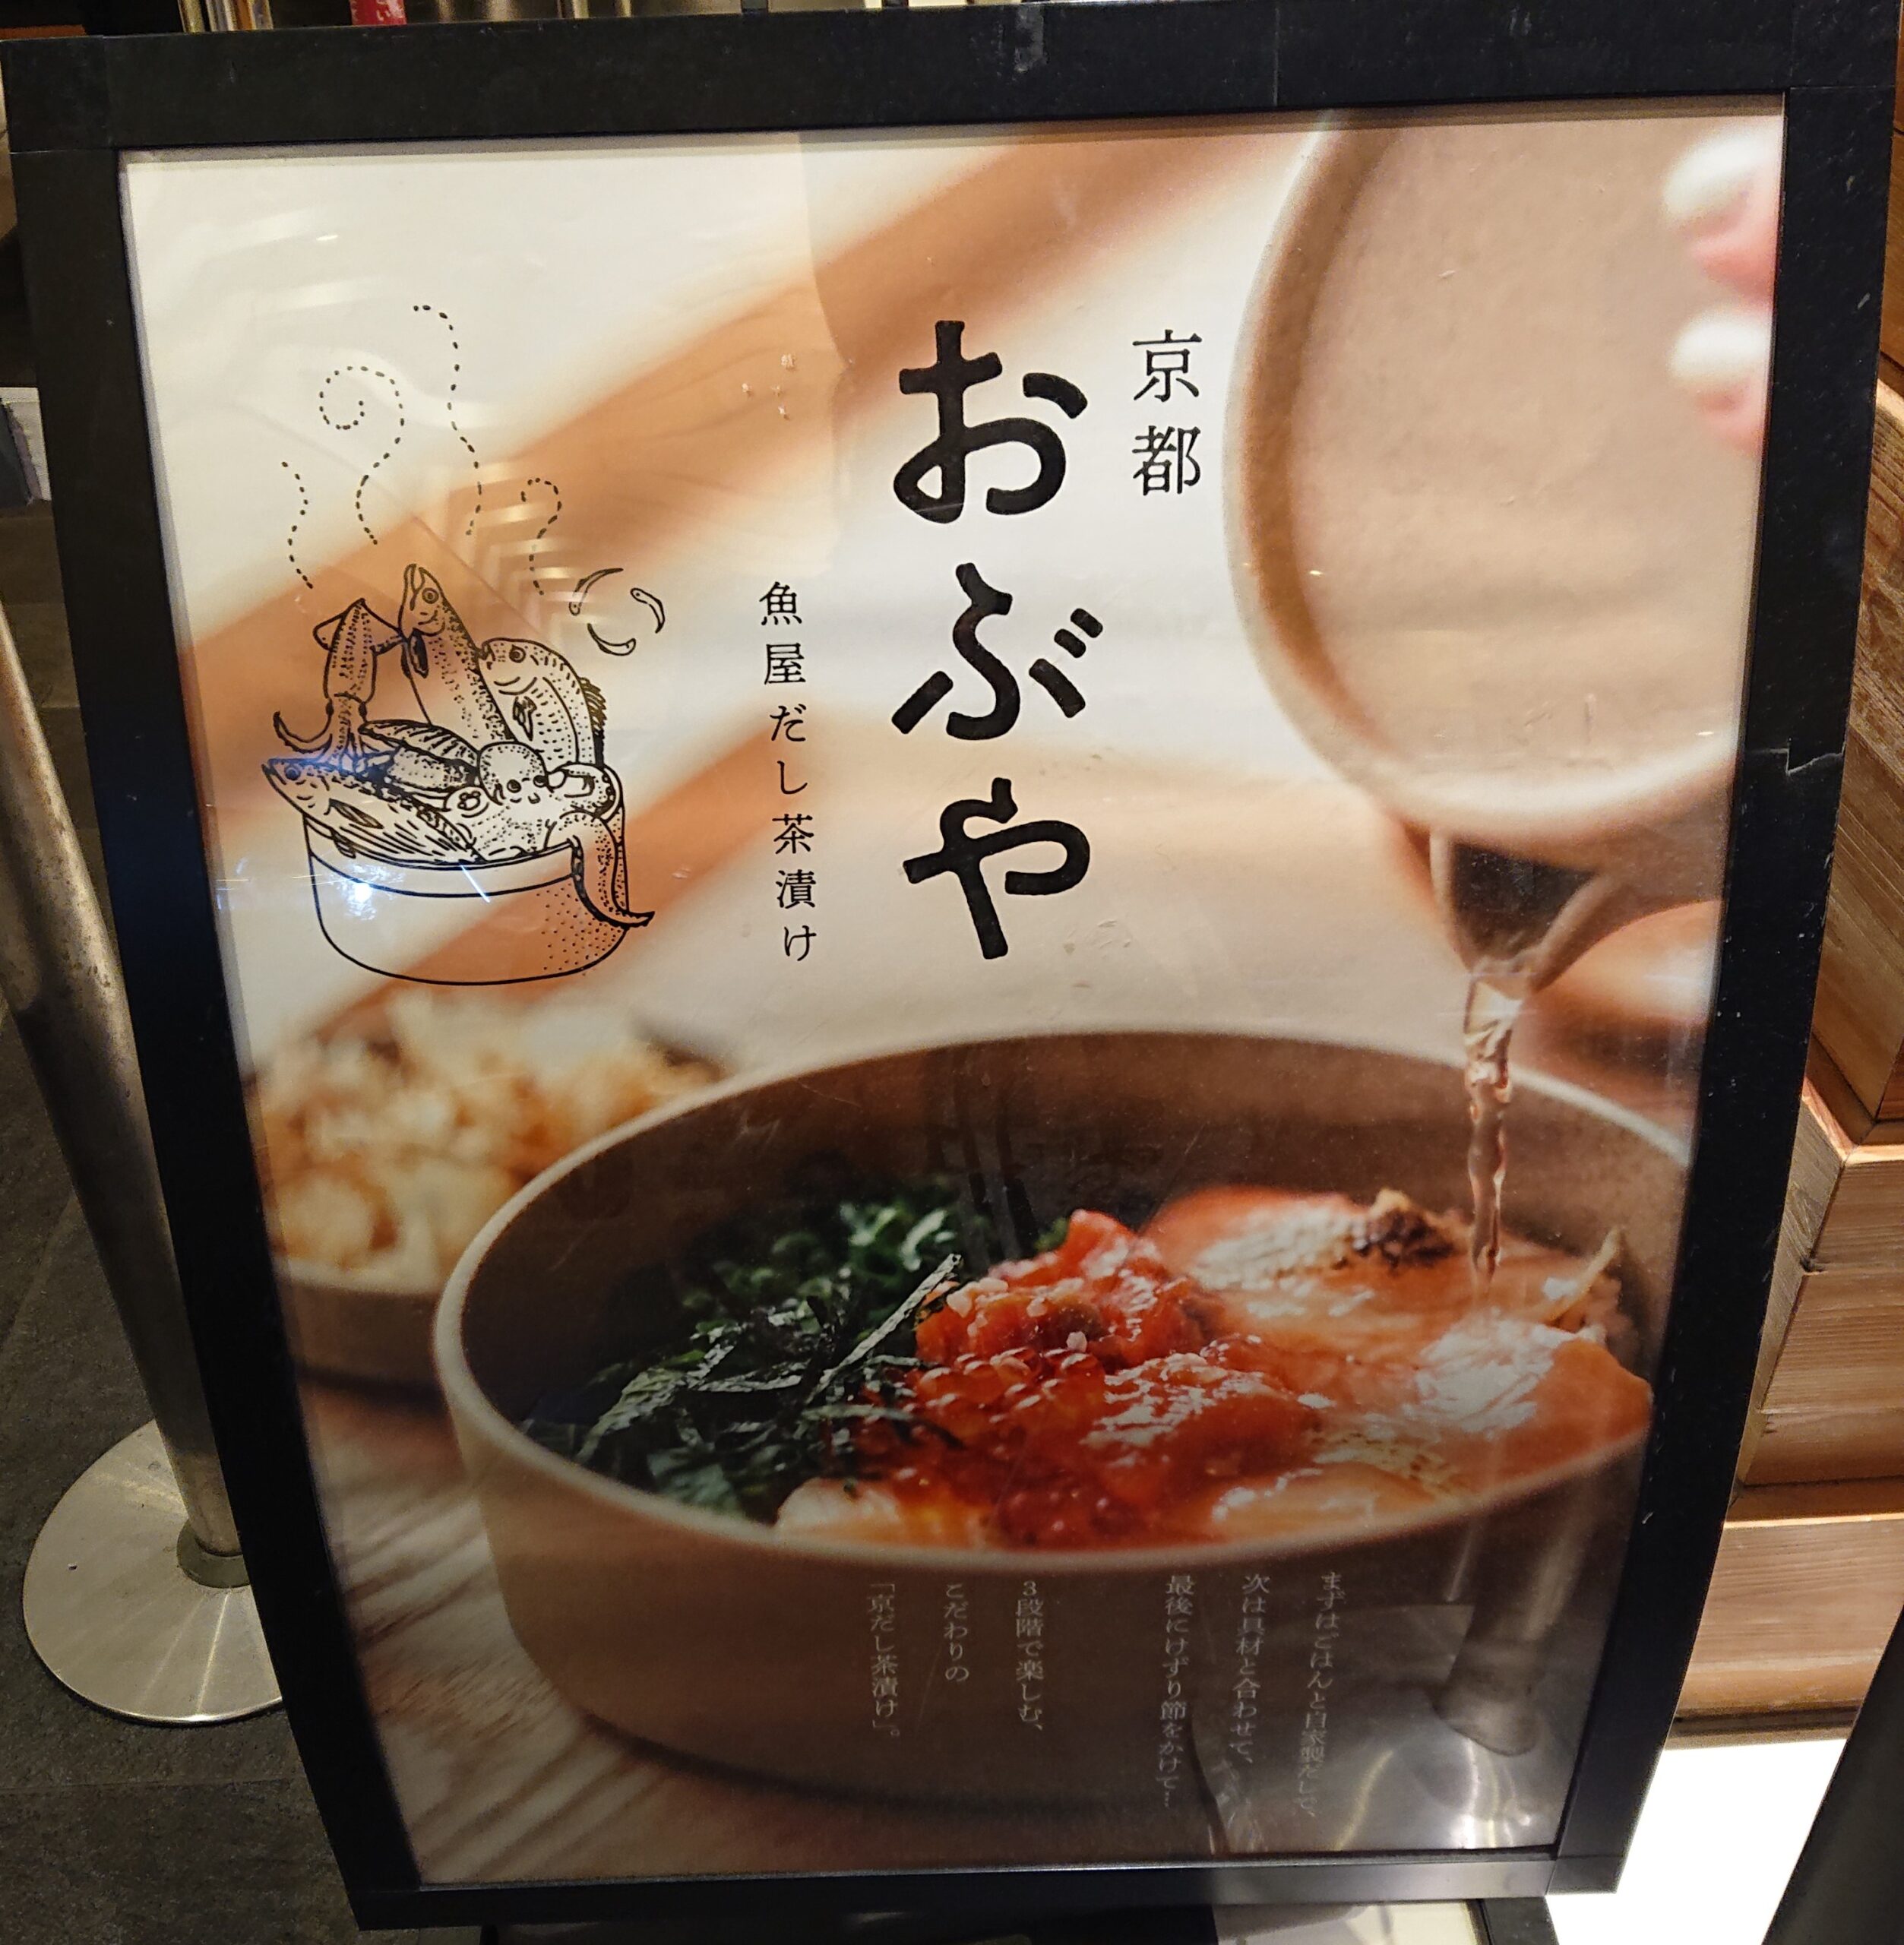 京都
おぶや
魚屋だし茶漬け
まずはごはんと自家製だしで、
次は具材と合わせて、
最後にけずり節をかけて…
3段階で楽しむ、
こだわりの
「京だし茶漬け」。